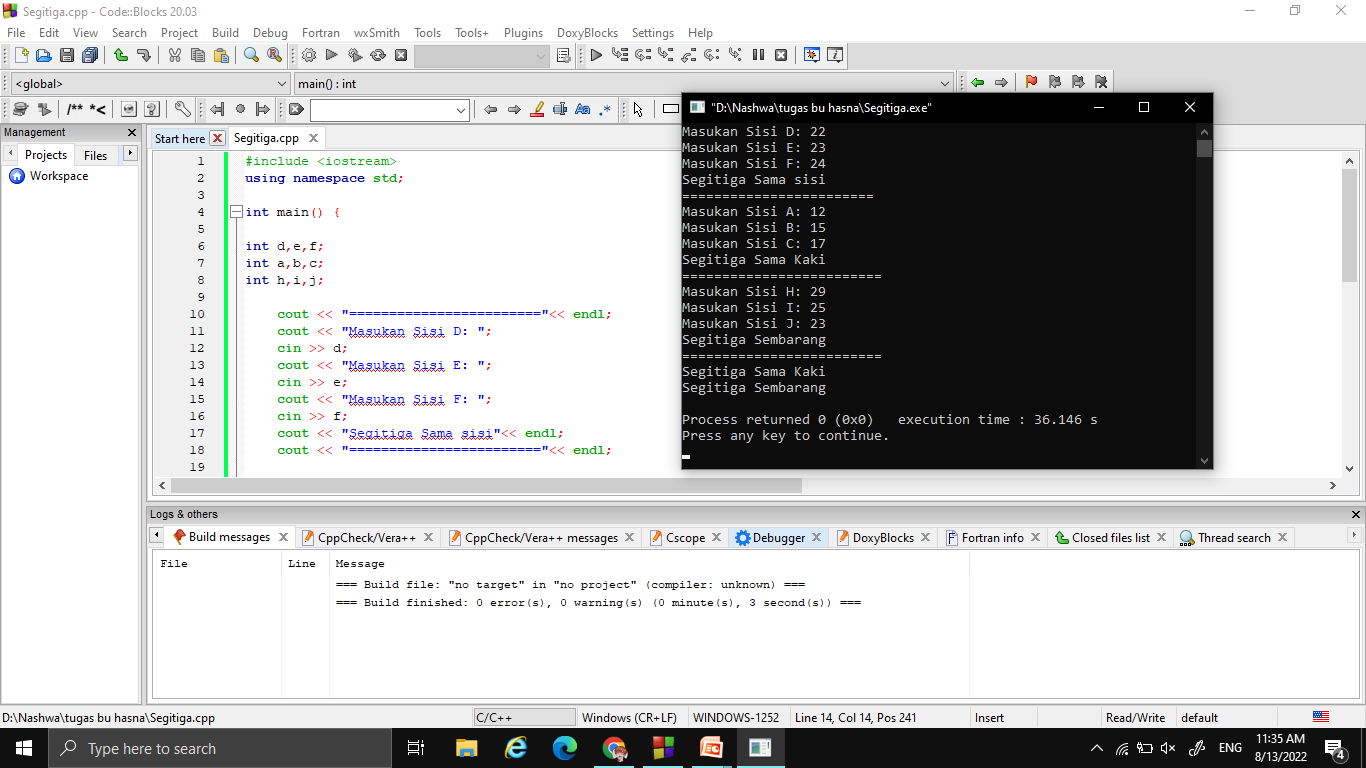 Segitiga.cpp - Code::Blocks 20.03
File Edit View Search Project Build Debug Fortran wxSmith Tools Tools+ Plugins DoxyBlocks Settings Help
<global>
main() : int
/** *<
Aa .*
Management
Projects Files
Workspace
Start here Segitiga.cpp
1 #include <iostream>
2 using namespace std;
3
4 int main() {
5
6 int d,e,f;
7 int a,b,c;
8 int h,i,j;
9
10 cout << "========================"<< endl;
11 cout << "Masukan Sisi D: ";
12 cin >> d;
13 cout << "Masukan Sisi E: ";
14 cin >> e;
15 cout << "Masukan Sisi F: ";
16 cin >> f;
17 cout << "Segitiga Sama sisi"<< endl;
18 cout << "========================"<< endl;
19
"D:\Nashwa\tugas bu hasna\Segitiga.exe"
Masukan Sisi D: 22
Masukan Sisi E: 23
Masukan Sisi F: 24
Segitiga Sama sisi
========================
Masukan Sisi A: 12
Masukan Sisi B: 15
Masukan Sisi C: 17
Segitiga Sama Kaki
=========================
Masukan Sisi H: 29
Masukan Sisi I: 25
Masukan Sisi J: 23
Segitiga Sembarang
=========================
Segitiga Sama Kaki
Segitiga Sembarang
Process returned 0 (0x0) execution time : 36.146 s
Press any key to continue.
Logs & others
Build messages CppCheck/Vera++ CppCheck/Vera++ messages Cscope Debugger DoxyBlocks Fortran info Closed files list Thread search
File Line Message
=== Build file: "no target" in "no project" (compiler: unknown) ===
=== Build finished: 0 error(s), 0 warning(s) (0 minute(s), 3 second(s)) ===
D:\Nashwa\tugas bu hasna\Segitiga.cpp C/C++ Windows (CR+LF) WINDOWS-1252 Line 14, Col 14, Pos 241 Insert Read/Write default
Type here to search
ENG
11:35 AM
8/13/2022
4